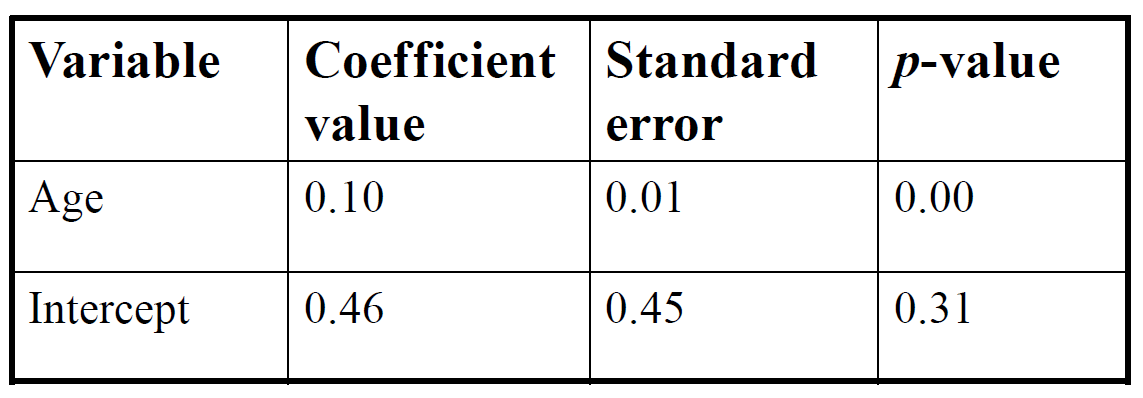 Variable Coefficient value Standard error p-value
Age 0.10 0.01 0.00
Intercept 0.46 0.45 0.31